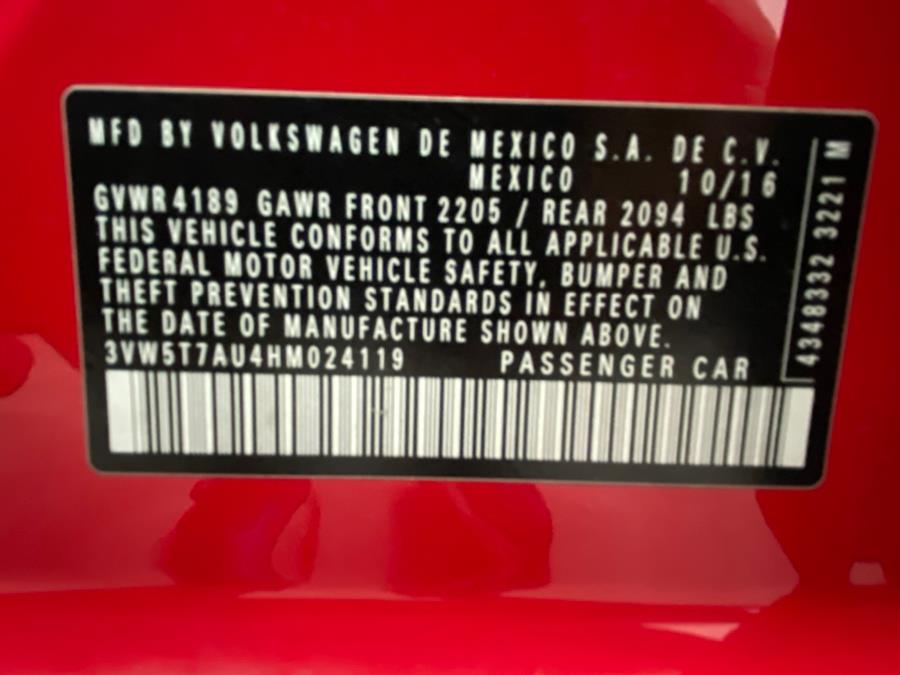 MFD BY VOLKSWAGEN DE MEXICO S.A. DE C.V.
MEXICO 10/16
GVWR 4189 GAWR FRONT 2205 / REAR 2094 LBS
THIS VEHICLE CONFORMS TO ALL APPLICABLE U.S.
FEDERAL MOTOR VEHICLE SAFETY, BUMPER AND
THEFT PREVENTION STANDARDS IN EFFECT ON
THE DATE OF MANUFACTURE SHOWN ABOVE.
3VW5T7AU4HM024119 PASSENGER CAR
4348332 3221 M